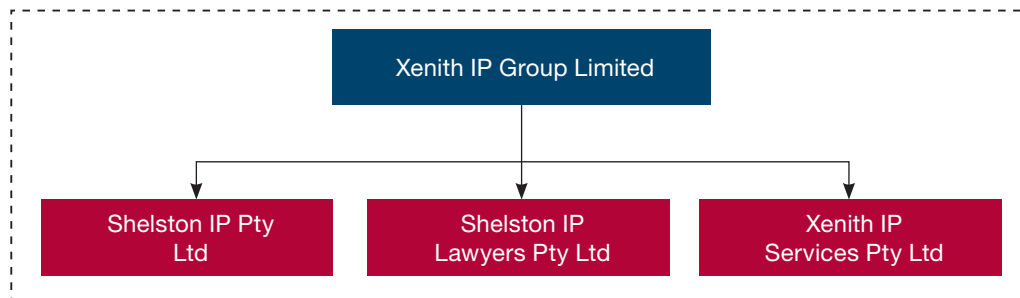 Xenith IP Group Limited
Shelston IP Pty
Ltd
Shelston IP
Lawyers Pty Ltd
Xenith IP
Services Pty Ltd